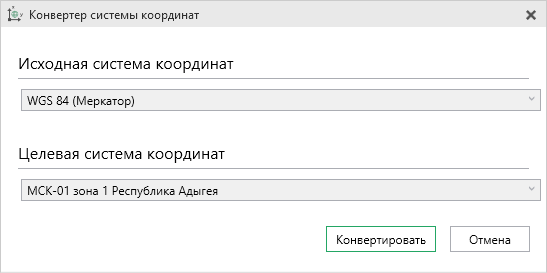 Конвертер системы координат
Исходная система координат
WGS 84 (Меркатор)
Целевая система координат
МСК-01 зона 1 Республика Адыгея
Конвертировать
Отмена